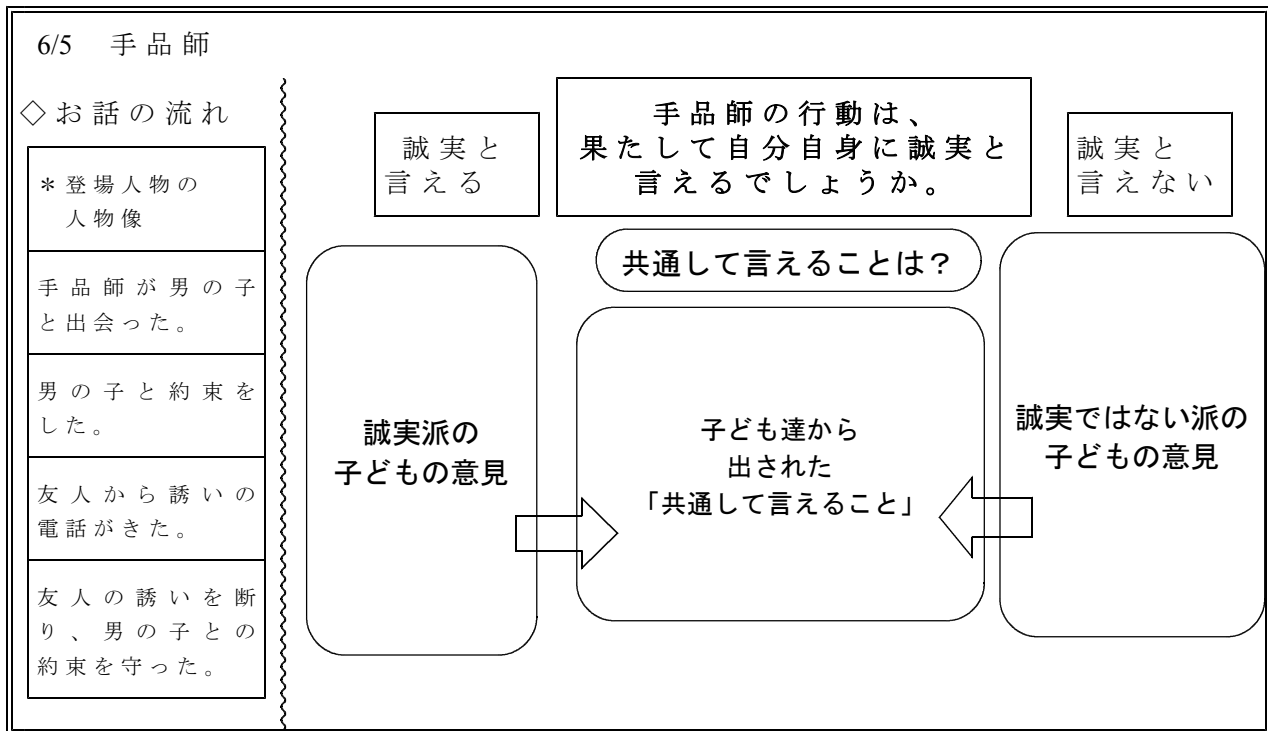 6/5 手品師
◇お話の流れ
＊登場人物の
人物像
手品師が男の子
と出会った。
男の子と約束を
した。
友人から誘いの
電話がきた。
友人の誘いを断
り、男の子との
約束を守った。
誠実と
言える
手品師の行動は、
果たして自分自身に誠実と
言えるでしょうか。
誠実と
言えない
共通して言えることは？
誠実派の
子どもの意見
子ども達から
出された
「共通して言えること」
誠実ではない派の
子どもの意見